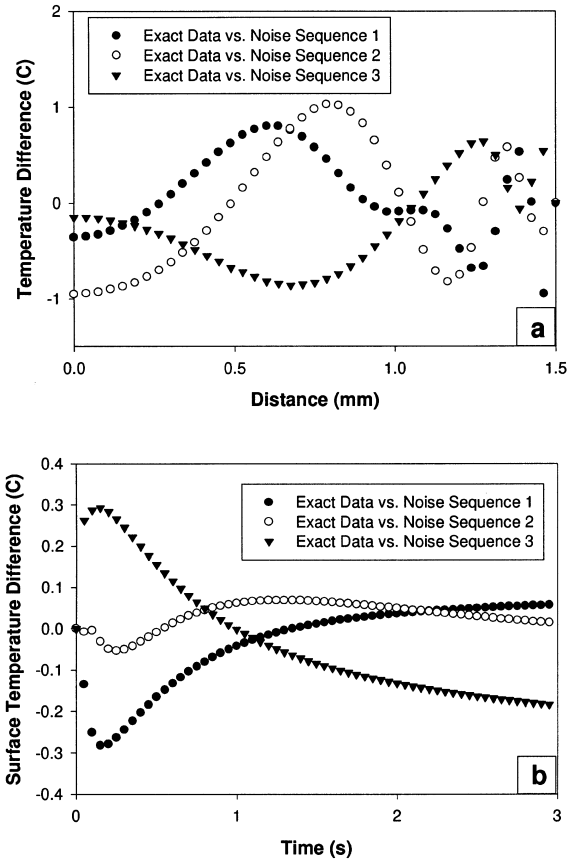 2
Exact Data vs. Noise Sequence 1
Exact Data vs. Noise Sequence 2
Exact Data vs. Noise Sequence 3
1
0
-1
Temperature Difference (C)
a
0.0
0.5
1.0
1.5
Distance (mm)
0.4
Exact Data vs. Noise Sequence 1
Exact Data vs. Noise Sequence 2
Exact Data vs. Noise Sequence 3
0.3
0.2
0.1
0.0
-0.1
-0.2
-0.3
-0.4
Surface Temperature Difference (C)
b
0
1
2
3
Time (s)